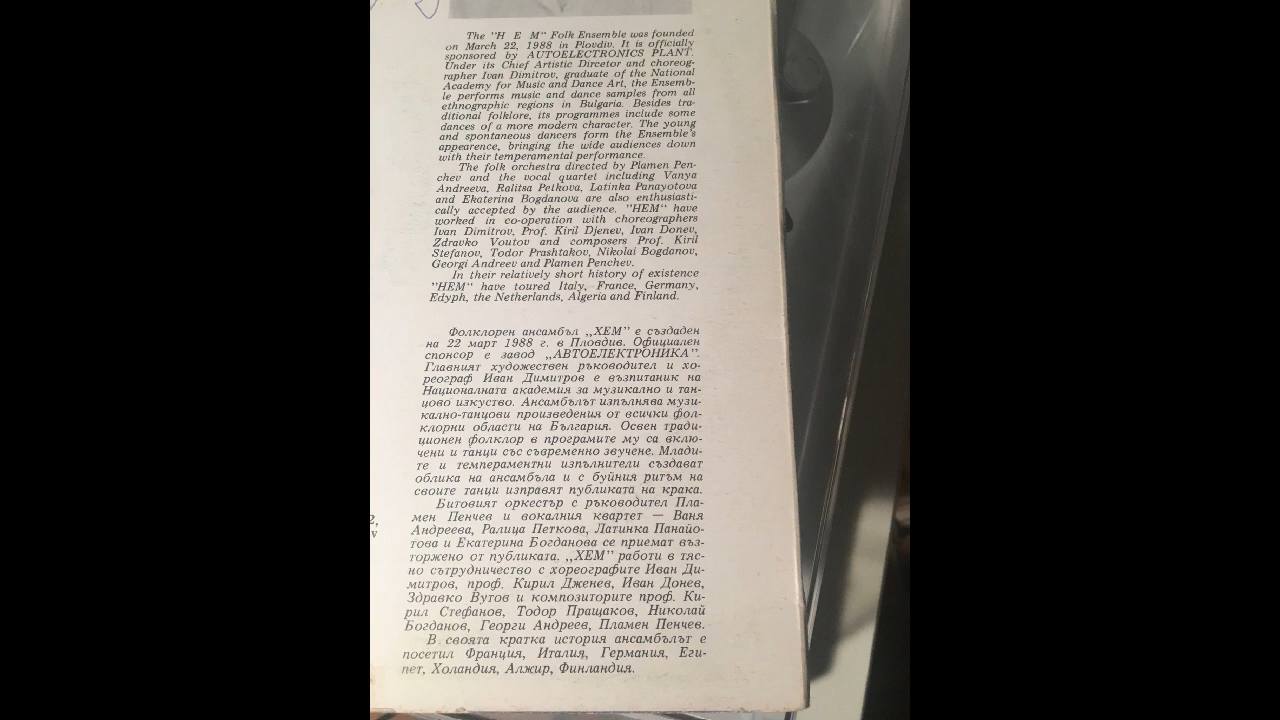 The "H E M" Folk Ensemble was founded
on March 22, 1988 in Plovdiv. It is officially
sponsored by AUTOELECTRONICS PLANT.
Under its Chief Artistic Dircetor and choreog-
rapher Ivan Dimitrov, graduate of the National
Academy for Music and Dance Art, the Ensemb-
le performs music and dance samples from all
ethnographic regions in Bulgaria. Besides tra-
ditional folklore, its programmes include some
dances of a more modern character. The young
and spontaneous dancers form the Ensemble's
appearence, bringing the wide audiences down
with their temperamental performance.
The folk orchestra directed by Plamen Pen-
chev and the vocal quartet including Vanya
Andreeva, Ralitsa Petkova, Latinka Panayotova
and Ekaterina Bogdanova are also enthusiasti-
cally accepted by the audience. "HEM" have
worked in co-operation with choreographers
Ivan Dimitrov, Prof. Kiril Djenev, Ivan Donev,
Zdravko Voutov and composers Prof. Kiril
Stefanov, Todor Prashtakov, Nikolai Bogdanov,
Georgi Andreev and Plamen Penchev.
In their relatively short history of existence
"HEM" have toured Italy, France, Germany,
Edyph, the Netherlands, Algeria and Finland.
Фолклорен ансамбъл „ХЕМ" е създаден
на 22 март 1988 г. в Пловдив. Официален
спонсор е завод „АВТОЕЛЕКТРОНИКА".
Главният художествен ръководител и хо-
реограф Иван Димитров е възпитаник на
Националната академия за музикално и тан-
цово изкуство. Ансамбълът изпълнява музи-
кално-танцови произведения от всички фол-
клорни области на България. Освен тради-
ционен фолклор в програмите му са вклю-
чени и танци със съвременно звучене. Млади-
те и темпераментни изпълнители създават
облика на ансамбъла и с буйния ритъм на
своите танци изправят публиката на крака.
Битовият оркестър с ръководител Пла-
мен Пенчев и вокалния квартет — Ваня
Андреева, Ралица Петкова, Латинка Панайо-
това и Екатерина Богданова се приемат въз-
торжено от публиката. „ХЕМ" работи в тяс-
но сътрудничество с хореографите Иван Ди-
митров, проф. Кирил Дженев, Иван Донев,
Здравко Вутов и композиторите проф. Ки-
рил Стефанов, Тодор Пращаков, Николай
Богданов, Георги Андреев, Пламен Пенчев.
В своята кратка история ансамбълът е
посетил Франция, Италия, Германия, Еги-
пет, Холандия, Алжир, Финландия.
2,
v